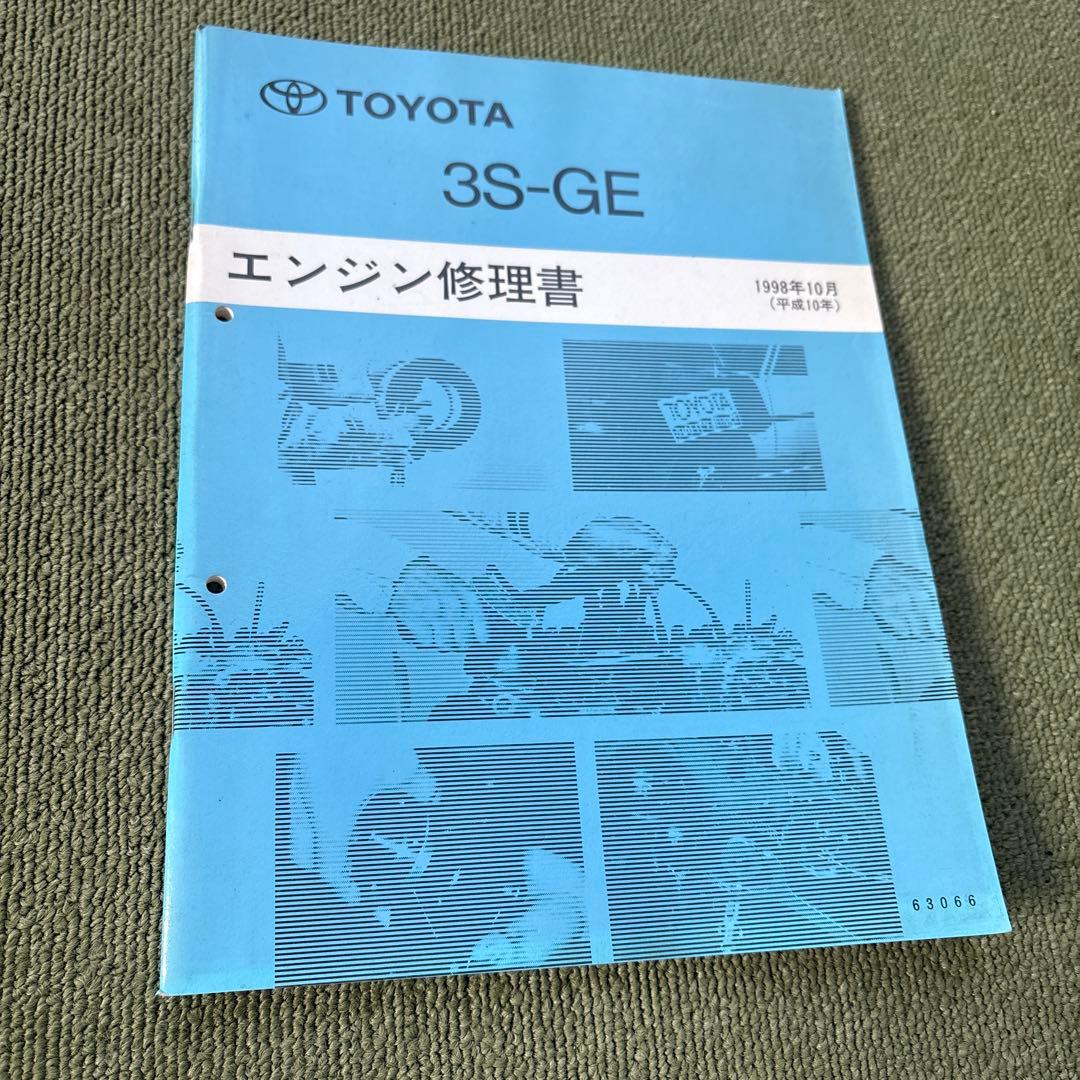 TOYOTA
3S-GE
エンジン修理書
1998年10月
(平成10年)
TOYOTA
63066